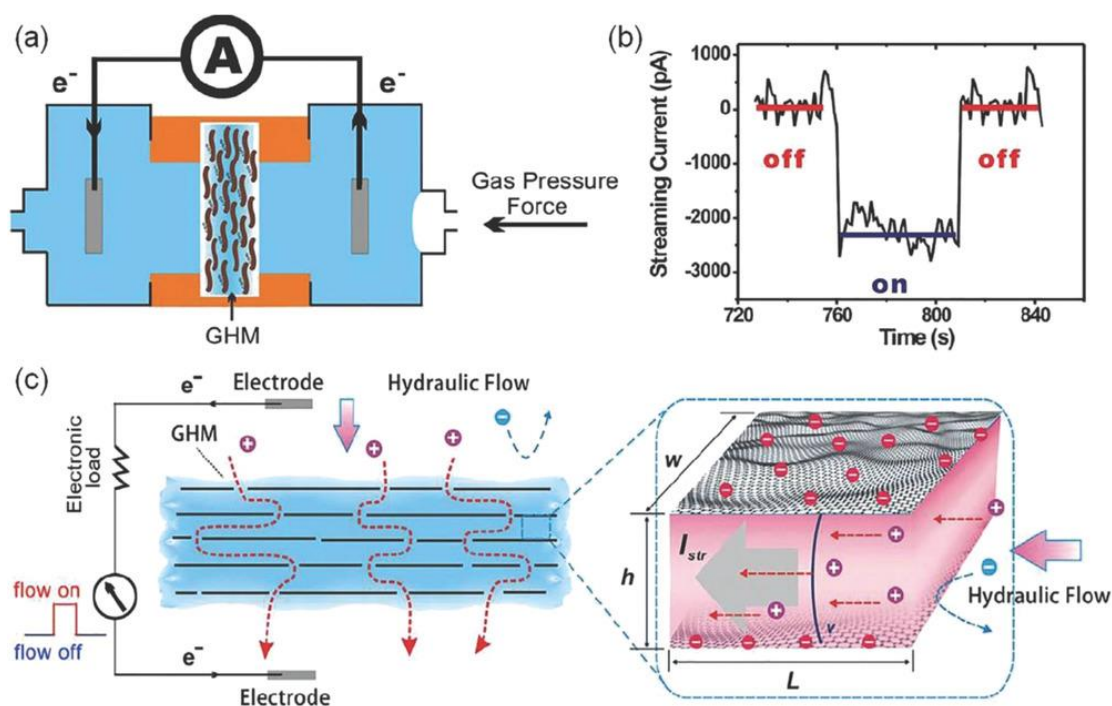 (a)
A
e⁻
e⁻
Gas Pressure
Force
GHM
(b)
Streaming Current (pA)
1000
0
-1000
-2000
-3000
off
off
on
720
760
800
840
Time (s)
(c)
e⁻
Electrode
Hydraulic Flow
GHM
Electronic
load
flow on
flow off
e⁻
Electrode
w
h
I str
v
L
Hydraulic Flow